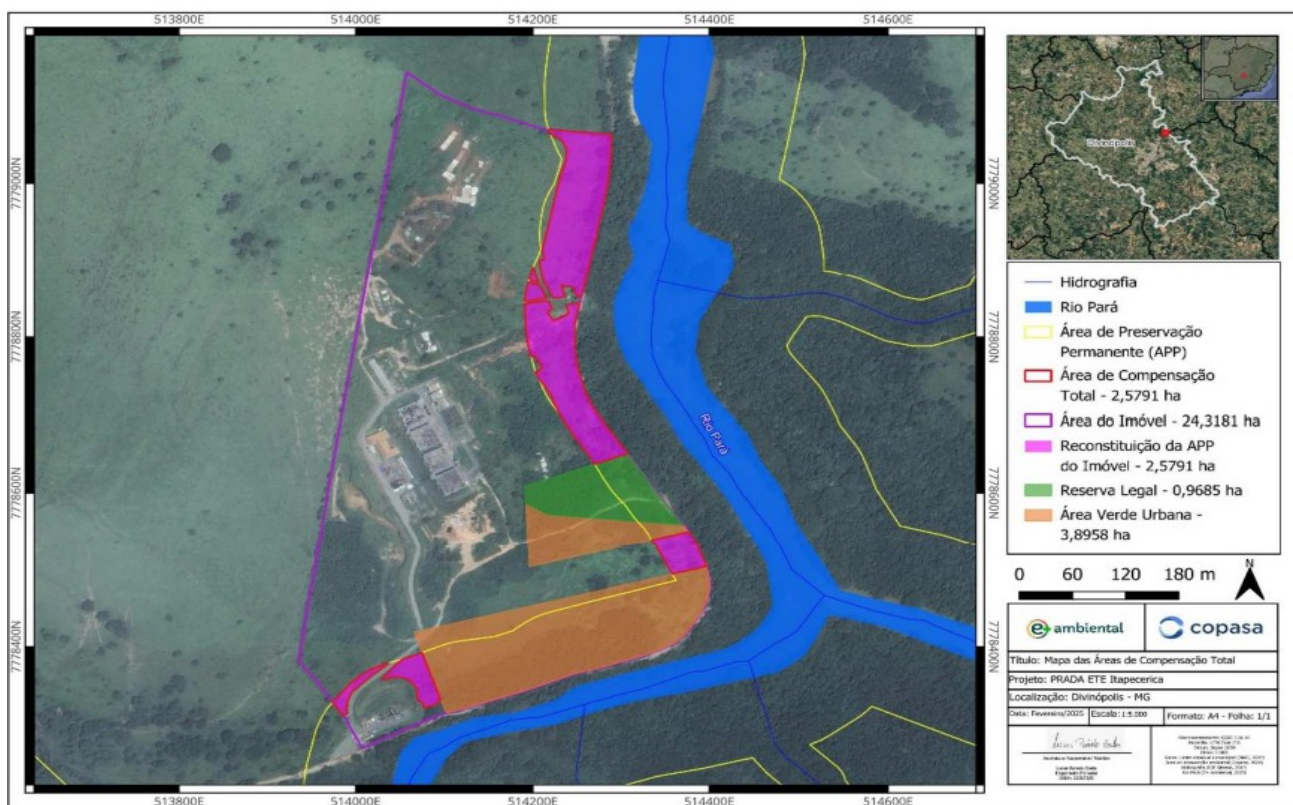 513800E 514000E 514200E 514400E 514600E
7779000N
7778800N
7778600N
7778400N
Rio Pará
7779000N
7778800N
7778600N
7778400N
513800E 514000E 514200E 514400E 514600E
Divinópolis
Hidrografia
Rio Pará
Área de Preservação
Permanente (APP)
Área de Compensação
Total - 2,5791 ha
Área do Imóvel - 24,3181 ha
Reconstituição da APP
do Imóvel - 2,5791 ha
Reserva Legal - 0,9685 ha
Área Verde Urbana -
3,8958 ha
0 60 120 180 m
N
e ambiental
copasa
Título: Mapa das Áreas de Compensação Total
Projeto: PRADA ETE Itapecerica
Localização: Divinópolis - MG
Data: Fevereiro/2025 Escala: 1:5.000 Formato: A4 - Folha: 1/1